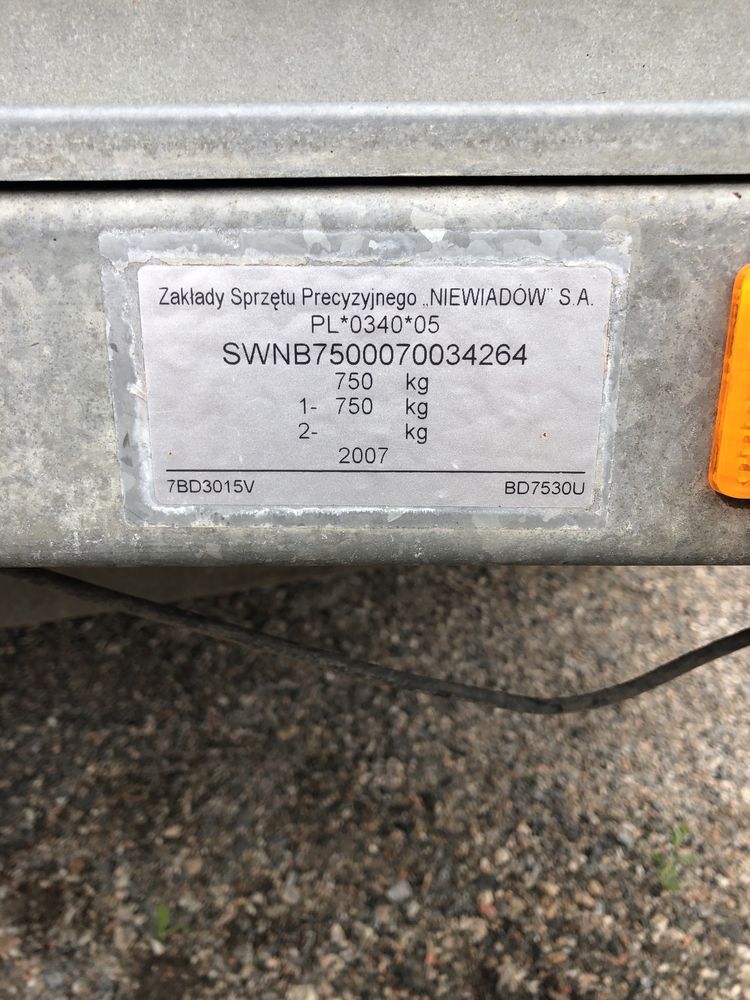 Zakłady Sprzętu Precyzyjnego „NIEWIADÓW" S.A.
PL*0340*05
SWNB7500070034264
750 kg
1- 750 kg
2- kg
2007
7BD3015V BD7530U